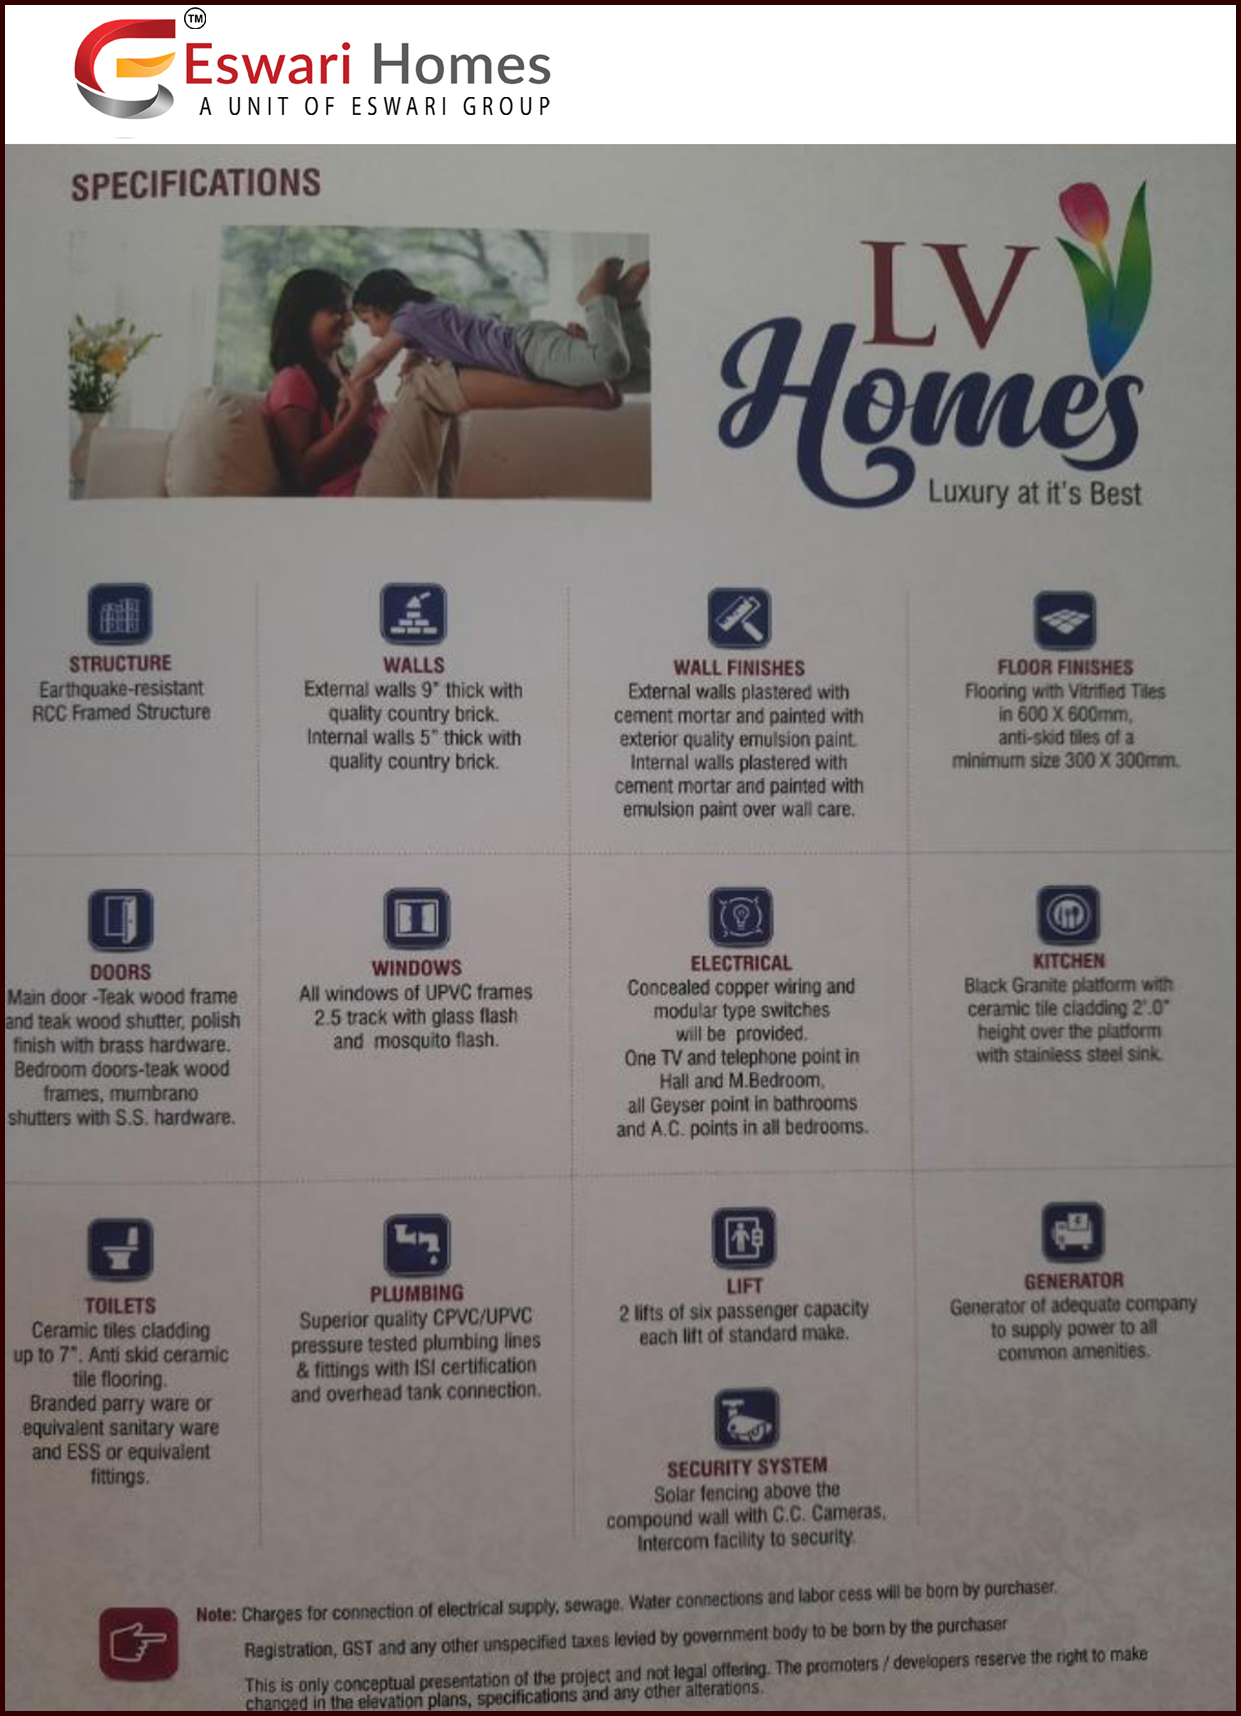 TM
Eswari Homes
A UNIT OF ESWARI GROUP
SPECIFICATIONS
LV
Homes
Luxury at it's Best
STRUCTURE
Earthquake-resistant
RCC Framed Structure
WALLS
External walls 9" thick with
quality country brick.
Internal walls 5" thick with
quality country brick.
WALL FINISHES
External walls plastered with
cement mortar and painted with
exterior quality emulsion paint.
Internal walls plastered with
cement mortar and painted with
emulsion paint over wall care.
FLOOR FINISHES
Flooring with Vitrified Tiles
in 600 X 600mm,
anti-skid tiles of a
minimum size 300 X 300mm.
DOORS
Main door -Teak wood frame
and teak wood shutter, polish
finish with brass hardware.
Bedroom doors-teak wood
frames, mumbrano
shutters with S.S. hardware.
WINDOWS
All windows of UPVC frames
2.5 track with glass flash
and mosquito flash.
ELECTRICAL
Concealed copper wiring and
modular type switches
will be provided.
One TV and telephone point in
Hall and M.Bedroom,
all Geyser point in bathrooms
and A.C. points in all bedrooms.
KITCHEN
Black Granite platform with
ceramic tile cladding 2'.0"
height over the platform
with stainless steel sink.
TOILETS
Ceramic tiles cladding
up to 7". Anti skid ceramic
tile flooring.
Branded parry ware or
equivalent sanitary ware
and ESS or equivalent
fittings.
PLUMBING
Superior quality CPVC/UPVC
pressure tested plumbing lines
& fittings with ISI certification
and overhead tank connection.
LIFT
2 lifts of six passenger capacity
each lift of standard make.
GENERATOR
Generator of adequate company
to supply power to all
common amenities.
SECURITY SYSTEM
Solar fencing above the
compound wall with C.C. Cameras,
Intercom facility to security.
Note: Charges for connection of electrical supply, sewage. Water connections and labor cess will be born by purchaser.
Registration, GST and any other unspecified taxes levied by government body to be born by the purchaser
This is only conceptual presentation of the project and not legal offering. The promoters / developers reserve the right to make
changed in the elevation plans, specifications and any other alterations.